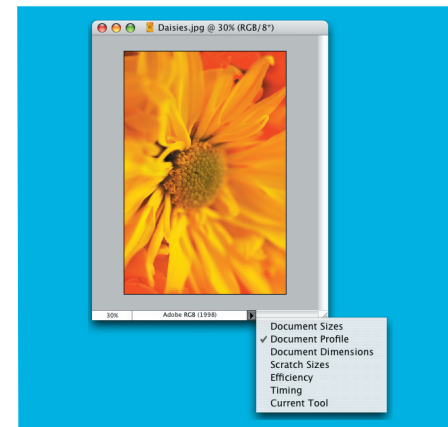 Daisies.jpg @ 30% (RGB/8*)
30% Adobe RGB (1998)
Document Sizes
✓ Document Profile
Document Dimensions
Scratch Sizes
Efficiency
Timing
Current Tool